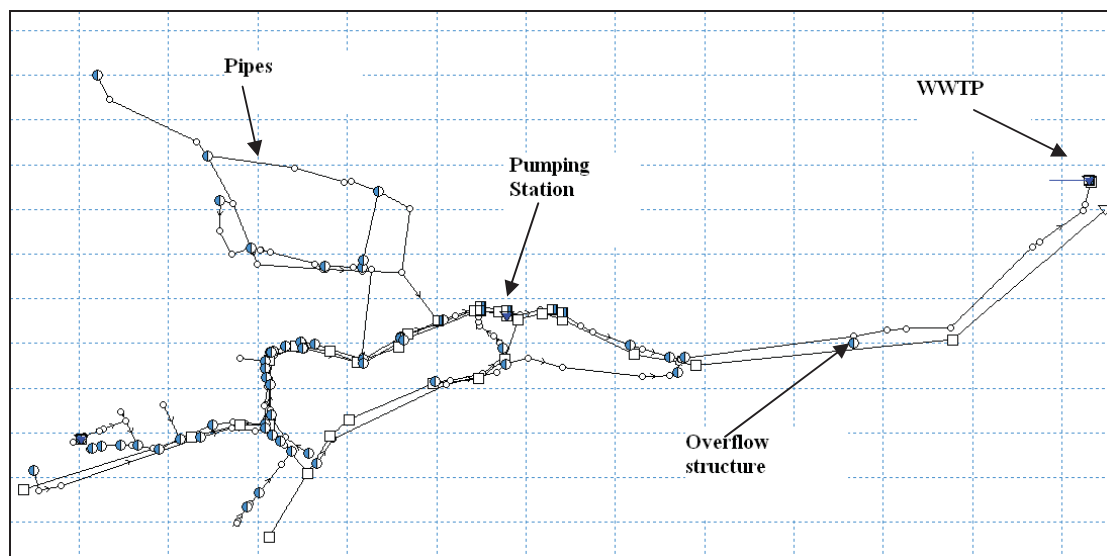 Pipes
WWTP
Pumping
Station
Overflow
structure